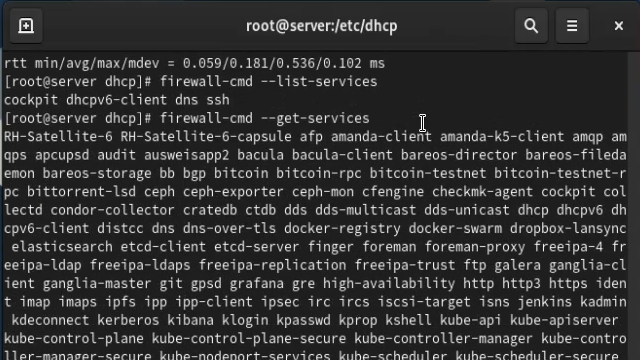 root@server:/etc/dhcp
rtt min/avg/max/mdev = 0.059/0.181/0.536/0.102 ms
[root@server dhcp]# firewall-cmd --list-services
cockpit dhcpv6-client dns ssh
[root@server dhcp]# firewall-cmd --get-services
RH-Satellite-6 RH-Satellite-6-capsule afp amanda-client amanda-k5-client amqp am
qps apcupsd audit ausweisapp2 bacula bacula-client bareos-director bareos-fileda
emon bareos-storage bb bgp bitcoin bitcoin-rpc bitcoin-testnet bitcoin-testnet-r
pc bittorrent-lsd ceph ceph-exporter ceph-mon cfengine checkmk-agent cockpit col
lectd condor-collector cratedb ctdb dds dds-multicast dds-unicast dhcp dhcpv6 dh
cpv6-client distcc dns dns-over-tls docker-registry docker-swarm dropbox-lansync
elasticsearch etcd-client etcd-server finger foreman foreman-proxy freeipa-4 fr
eeipa-ldap freeipa-ldaps freeipa-replication freeipa-trust ftp galera ganglia-cl
ient ganglia-master git gpsd grafana gre high-availability http http3 https iden
t imap imaps ipfs ipp ipp-client ipsec irc ircs iscsi-target isns jenkins kadmin
kdeconnect kerberos kibana klogin kpasswd kprop kshell kube-api kube-apiserver
kube-control-plane kube-control-plane-secure kube-controller-manager kube-contro
ller-manager-secure kube-nodeport-services kube-scheduler kube-scheduler-secure